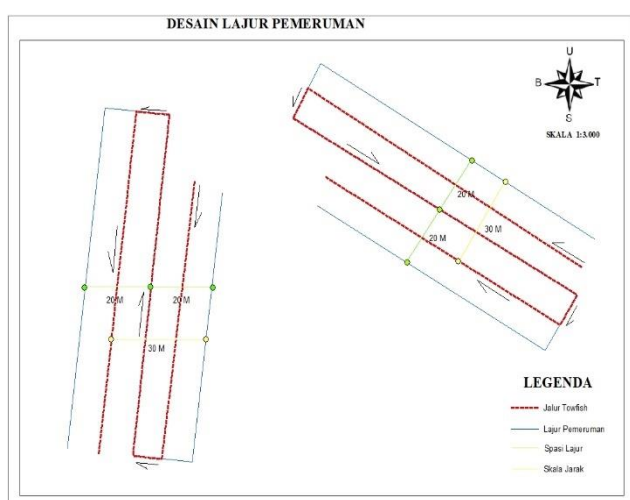 DESAIN LAJUR PEMERUMAN
U
B
T
S
SKALA 1:3.000
20 M
30 M
20 M
20 M
20 M
30 M
LEGENDA
Jalur Towfish
Lajur Pemeruman
Spasi Lajur
Skala Jarak